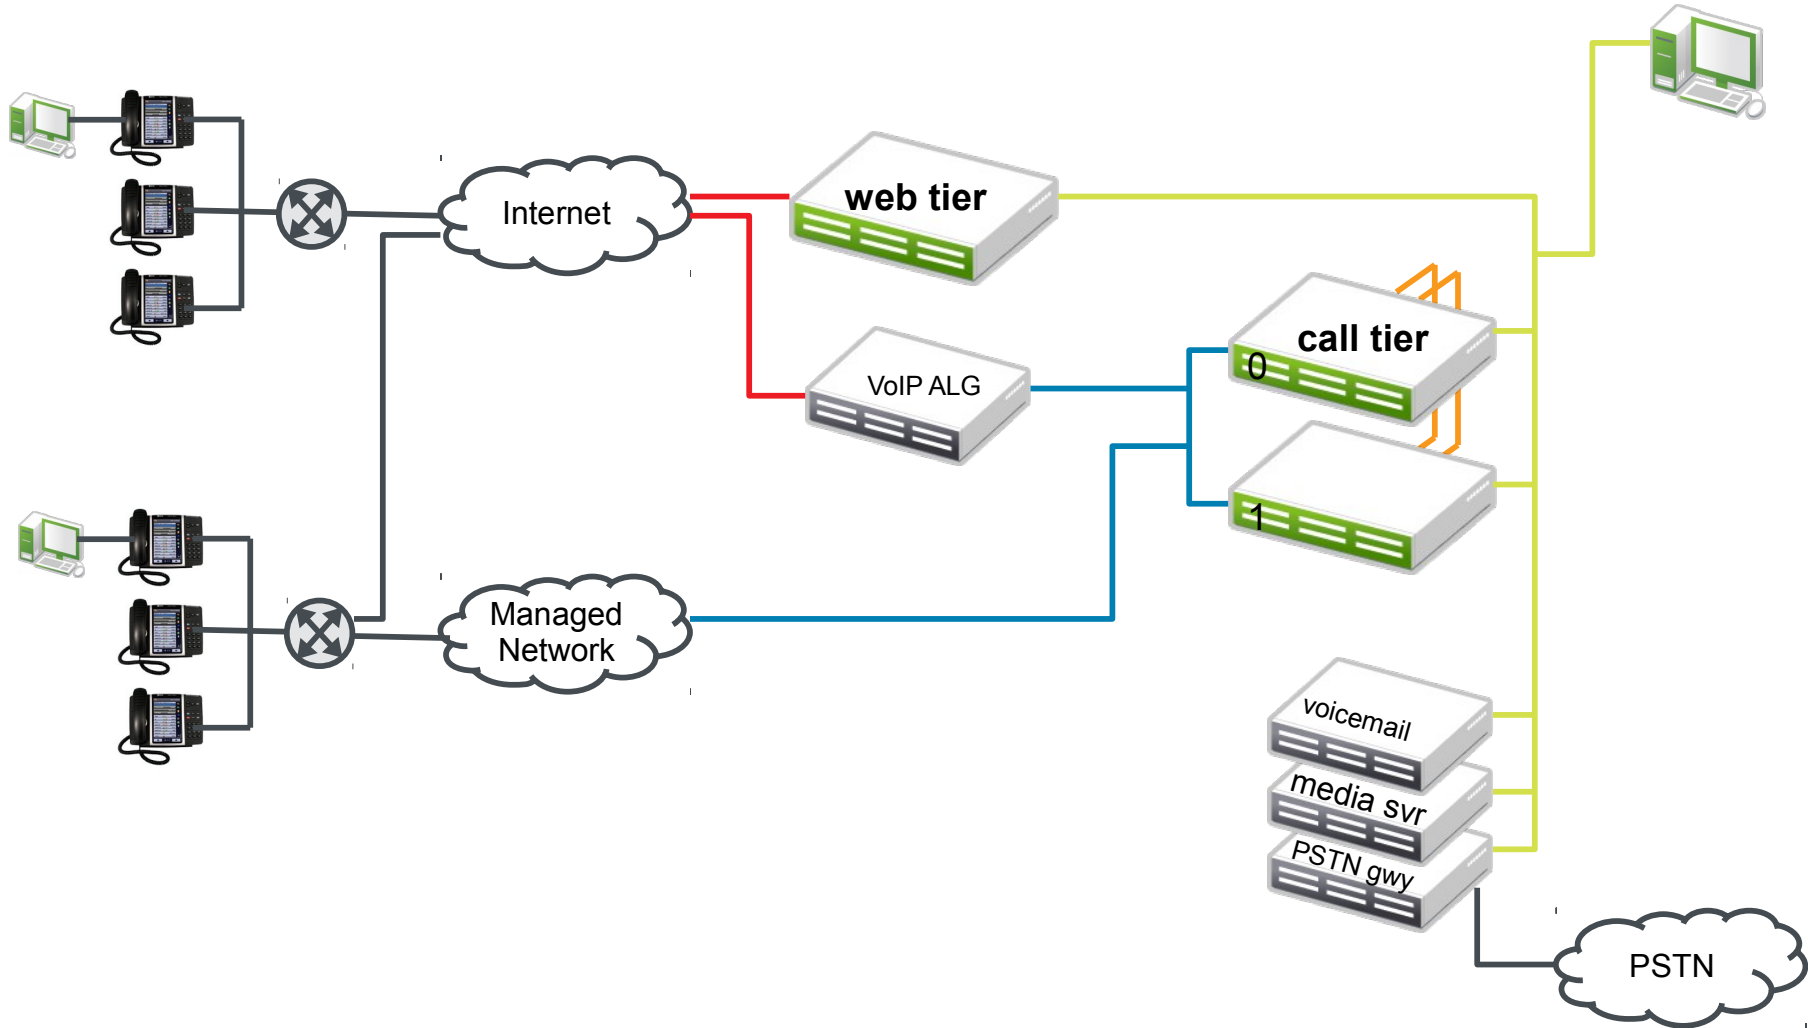 Internet
web tier
call tier
0
VoIP ALG
1
Managed
Network
voicemail
media svr
PSTN gwy
PSTN